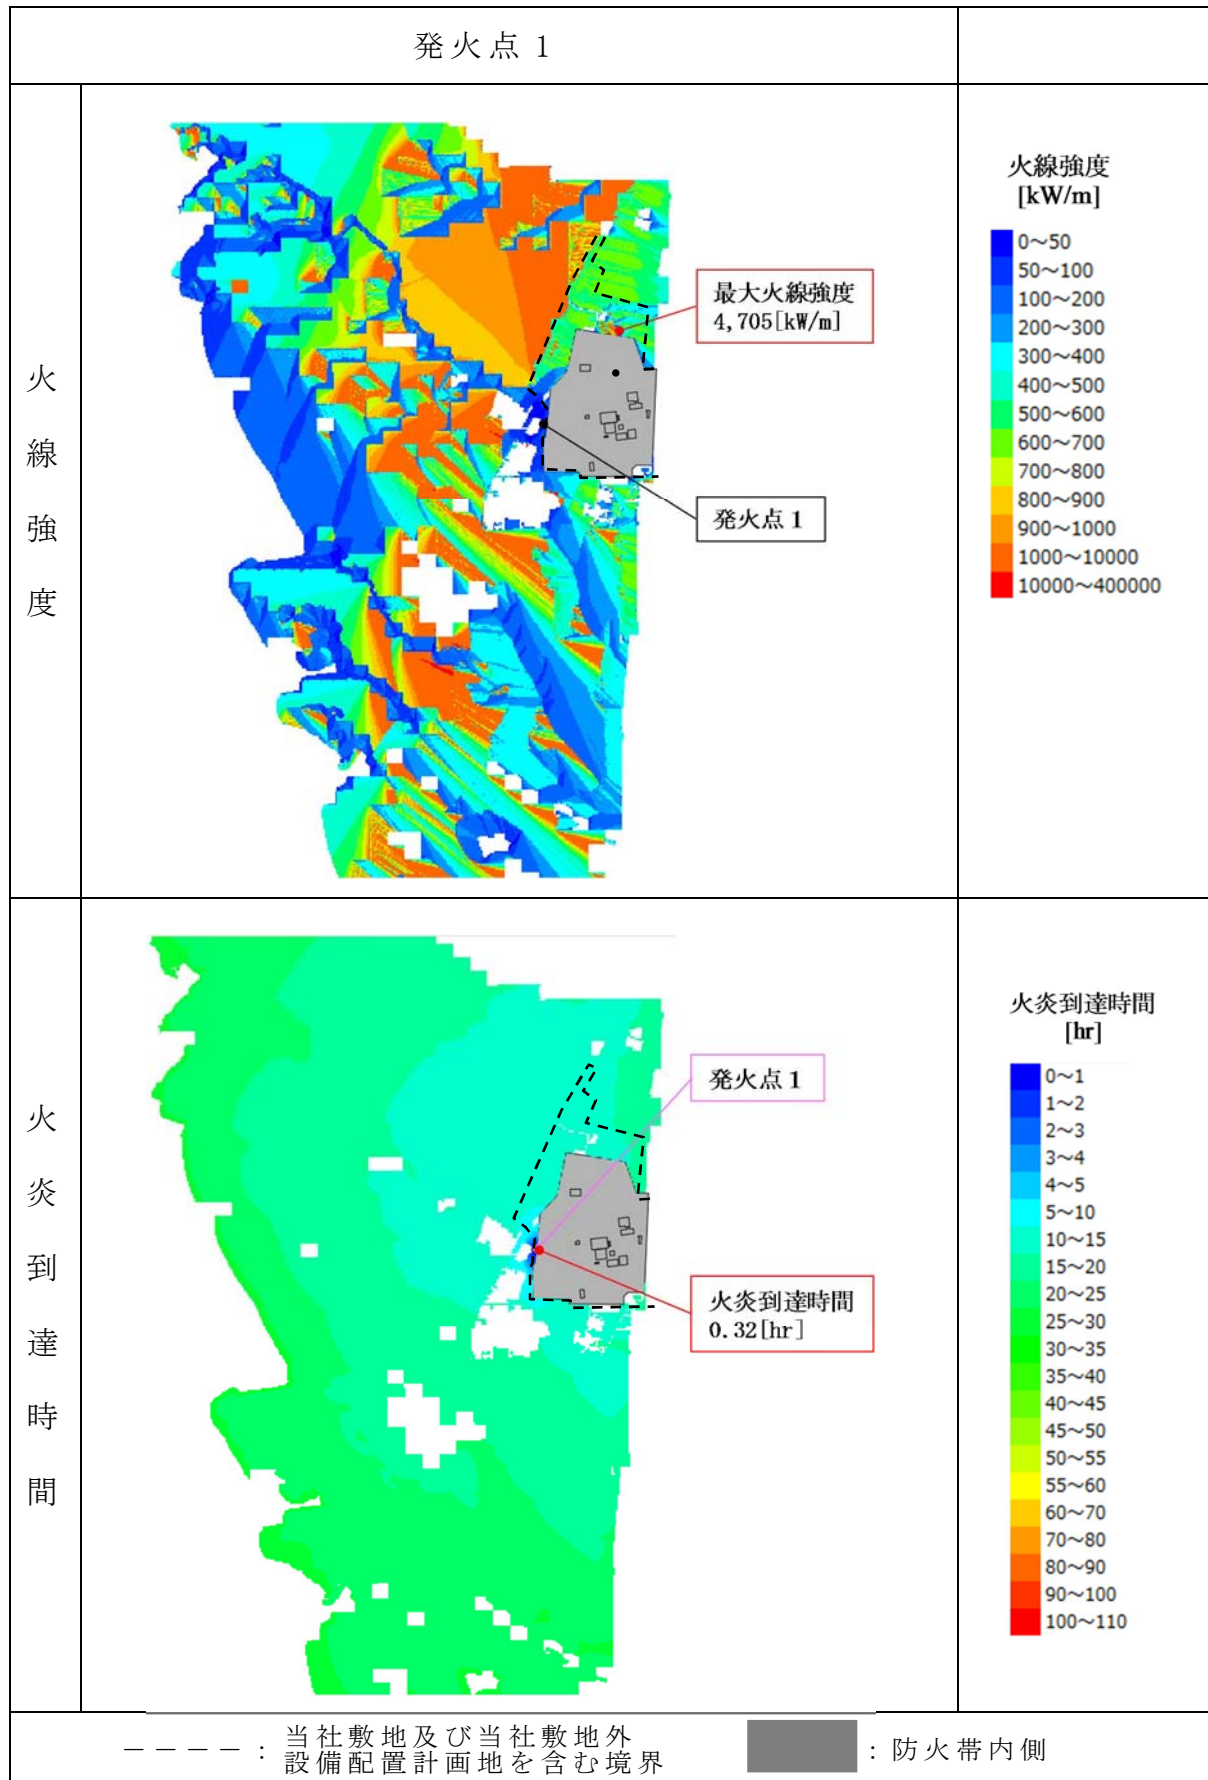 発火点 1
火線強度
火線強度
[kW/m]
0～50
50～100
100～200
200～300
300～400
400～500
500～600
600～700
700～800
800～900
900～1000
1000～10000
10000～400000
最大火線強度
4,705[kW/m]
発火点 1
火炎到達時間
火炎到達時間
[hr]
0～1
1～2
2～3
3～4
4～5
5～10
10～15
15～20
20～25
25～30
30～35
35～40
40～45
45～50
50～55
55～60
60～70
70～80
80～90
90～100
100～110
発火点 1
火炎到達時間
0.32[hr]
－－－－：当社敷地及び当社敷地外
設備配置計画地を含む境界
：防火帯内側